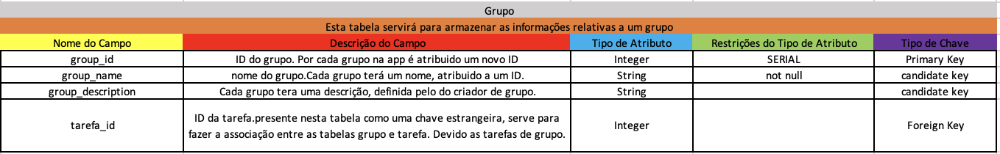 Grupo
Esta tabela servirá para armazenar as informações relativas a um grupo
Nome do Campo Descrição do Campo Tipo de Atributo Restrições do Tipo de Atributo Tipo de Chave
group_id ID do grupo. Por cada grupo na app é atribuido um novo ID Integer SERIAL Primary Key
group_name nome do grupo.Cada grupo terá um nome, atribuido a um ID. String not null candidate key
group_description Cada grupo tera uma descrição, definida pelo do criador de grupo. String candidate key
tarefa_id ID da tarefa.presente nesta tabela como uma chave estrangeira, serve para
fazer a associação entre as tabelas grupo e tarefa. Devido as tarefas de grupo. Integer Foreign Key